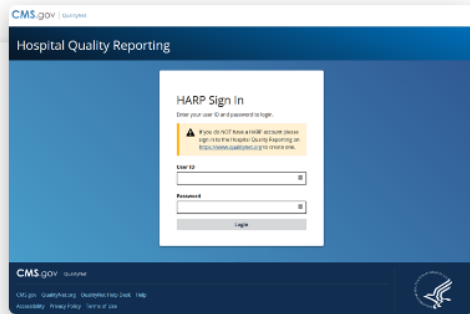 CMS.gov | QualityNet
Hospital Quality Reporting
HARP Sign In
Enter your user ID and password to login.
If you do NOT have a HARP account please
sign in to the Hospital Quality Reporting on
https://www.qualitynet.org to create one.
User ID
Password
Login
CMS.gov QualityNet
CMS.gov QualityNet.org QualityNet Help Desk Help
Accessibility Privacy Policy Terms of Use